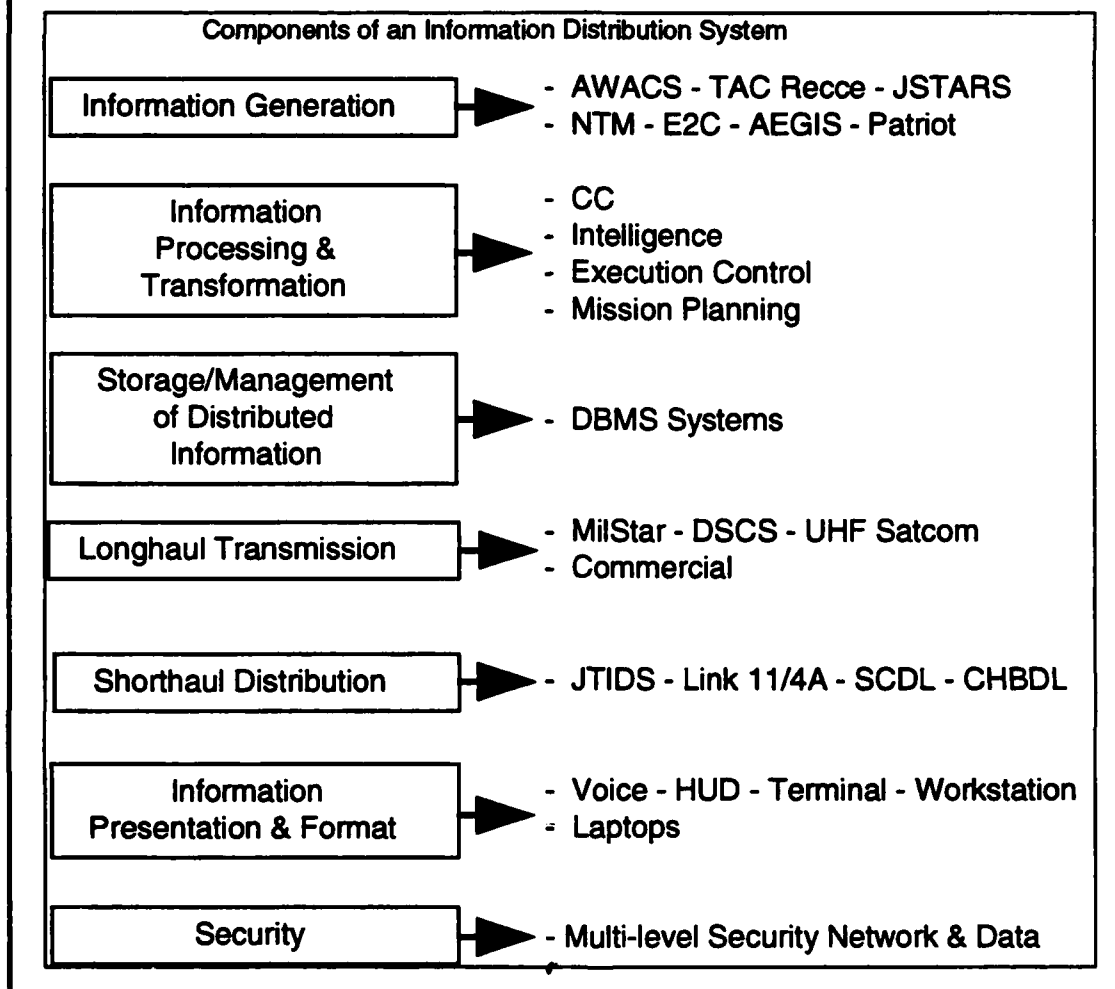 Components of an Information Distribution System
Information Generation
- AWACS - TAC Recce - JSTARS
- NTM - E2C - AEGIS - Patriot
Information
Processing &
Transformation
- CC
- Intelligence
- Execution Control
- Mission Planning
Storage/Management
of Distributed
Information
- DBMS Systems
Longhaul Transmission
- MilStar - DSCS - UHF Satcom
- Commercial
Shorthaul Distribution
- JTIDS - Link 11/4A - SCDL - CHBDL
Information
Presentation & Format
- Voice - HUD - Terminal - Workstation
- Laptops
Security
- Multi-level Security Network & Data